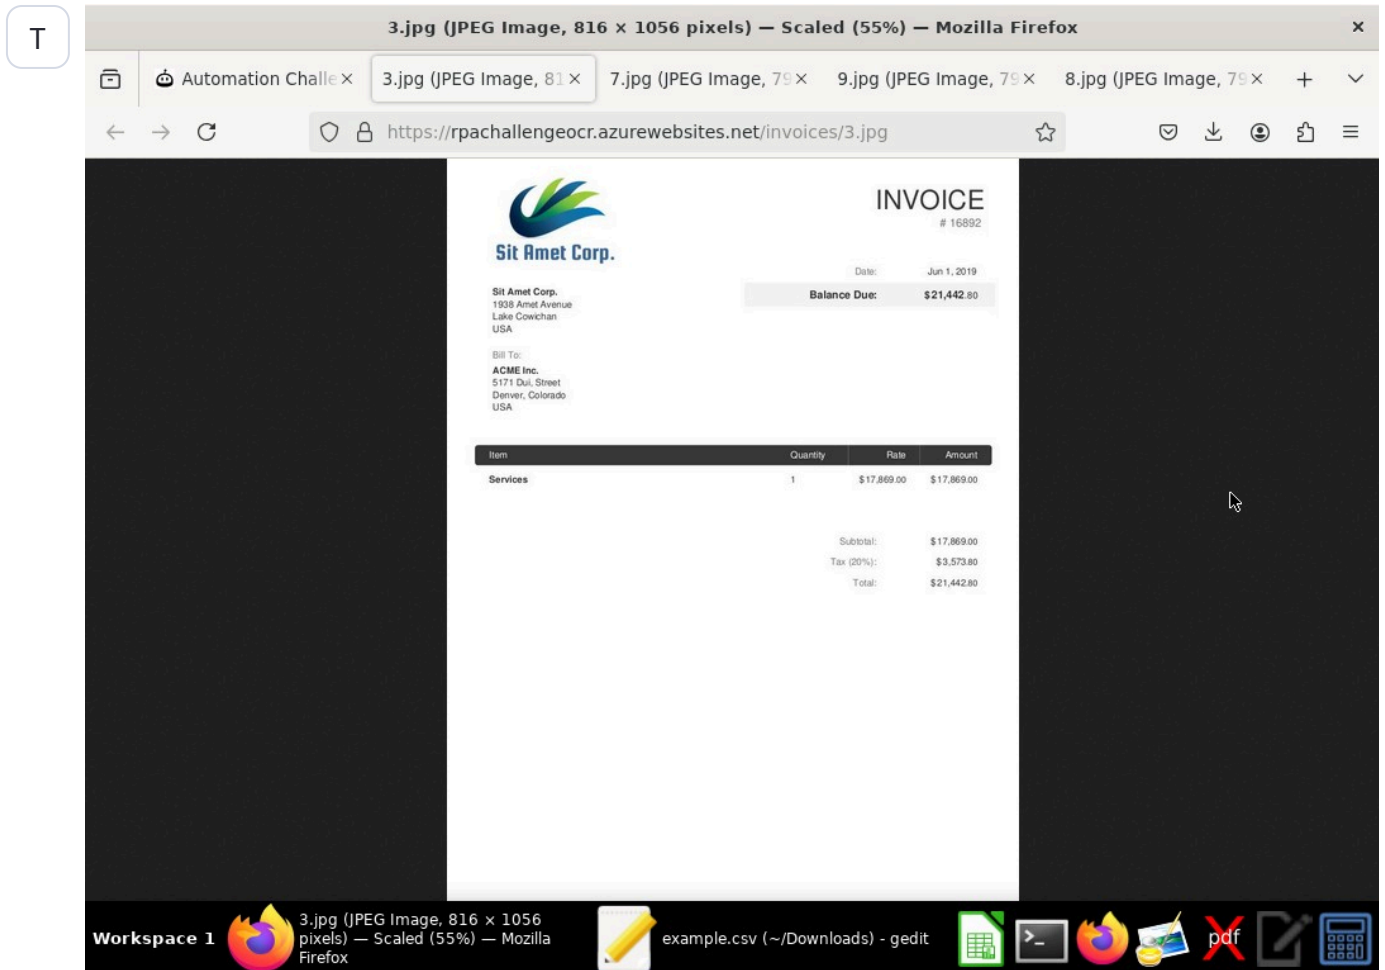 T
3.jpg (JPEG Image, 816 × 1056 pixels) — Scaled (55%) — Mozilla Firefox
Automation Challe
3.jpg (JPEG Image, 81
7.jpg (JPEG Image, 79
9.jpg (JPEG Image, 79
8.jpg (JPEG Image, 79
https://rpachallengeocr.azurewebsites.net/invoices/3.jpg
Sit Amet Corp.
INVOICE
# 16892
Date: Jun 1, 2019
Balance Due: $21,442.80
Sit Amet Corp.
1938 Amet Avenue
Lake Cowichan
USA
Bill To:
ACME Inc.
5171 Dui, Street
Denver, Colorado
USA
Item Quantity Rate Amount
Services 1 $17,869.00 $17,869.00
Subtotal: $17,869.00
Tax (20%): $3,573.80
Total: $21,442.80
Workspace 1
3.jpg (JPEG Image, 816 × 1056
pixels) — Scaled (55%) — Mozilla
Firefox
example.csv (~/Downloads) - gedit
pdf